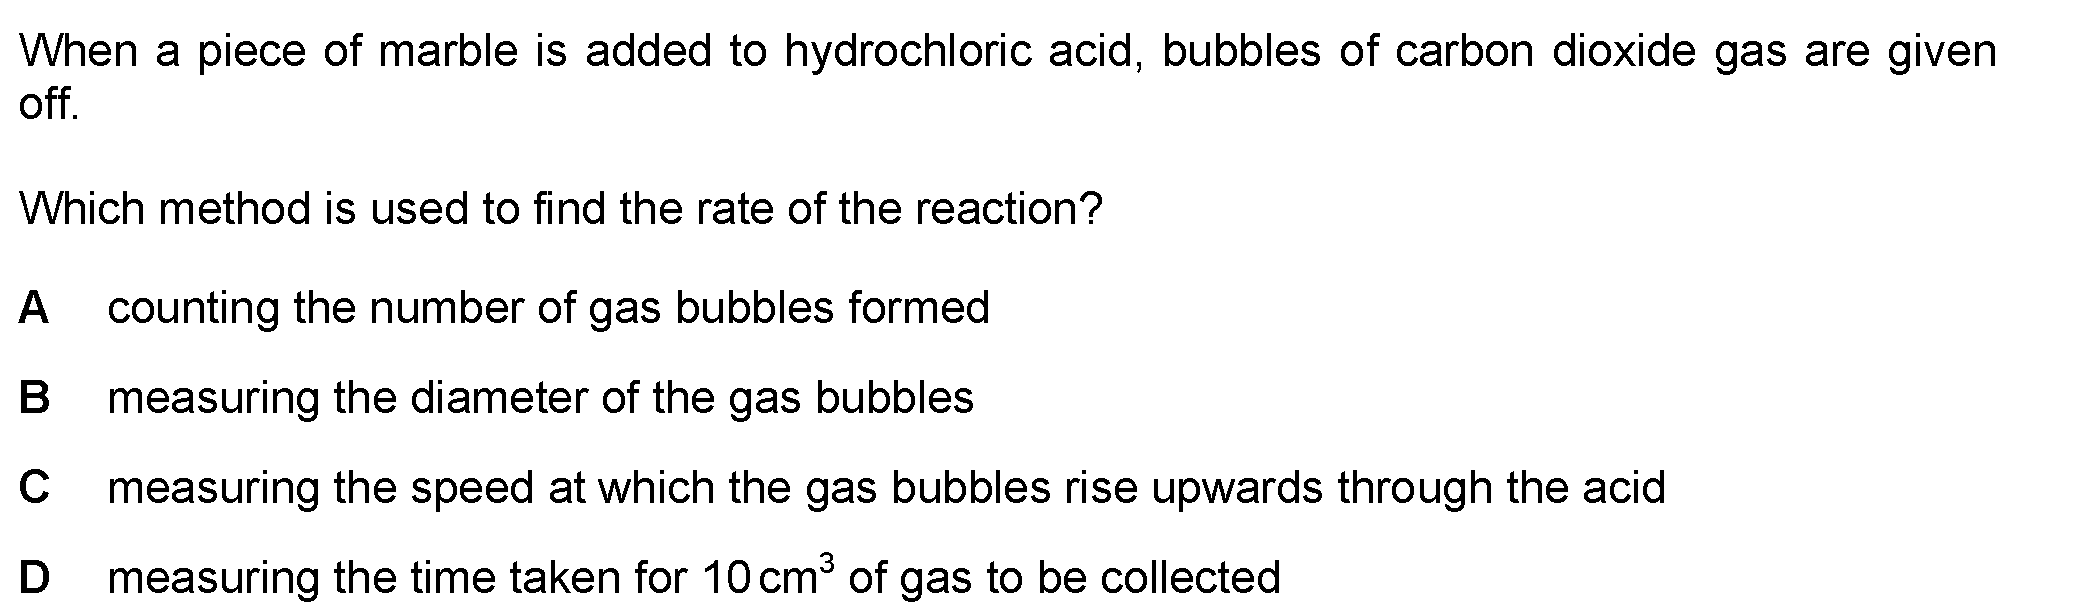 When a piece of marble is added to hydrochloric acid, bubbles of carbon dioxide gas are given
off.
Which method is used to find the rate of the reaction?
A counting the number of gas bubbles formed
B measuring the diameter of the gas bubbles
C measuring the speed at which the gas bubbles rise upwards through the acid
D measuring the time taken for 10 cm³ of gas to be collected